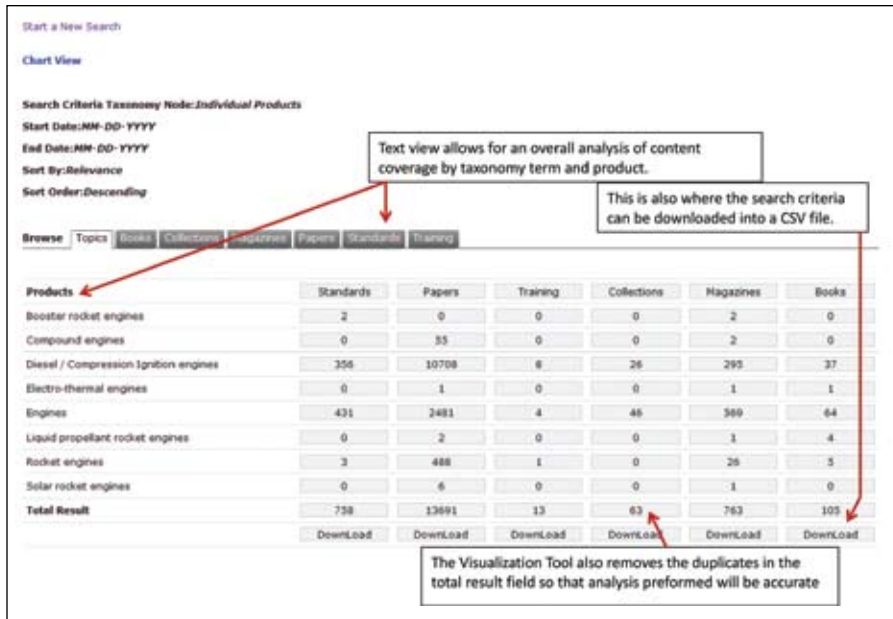 Start a New Search
Chart View
Search Criteria Taxonomy Node:Individual Products
Start Date:MM-DD-YYYY
End Date:MM-DD-YYYY
Sort By:Relevance
Sort Order:Descending
Text view allows for an overall analysis of content
coverage by taxonomy term and product.
This is also where the search criteria
can be downloaded into a CSV file.
Browse Topics Books Collections Magazines Papers Standards Training
Products Standards Papers Training Collections Magazines Books
Booster rocket engines 2 0 0 0 2 0
Compound engines 0 55 0 0 2 0
Diesel / Compression Ignition engines 356 10708 8 26 295 37
Electro-thermal engines 0 1 0 0 1 1
Engines 431 2481 4 46 569 64
Liquid propellant rocket engines 0 2 0 0 1 4
Rocket engines 3 488 1 0 26 5
Solar rocket engines 0 6 0 0 1 0
Total Result 758 13691 13 63 763 105
DownLoad DownLoad DownLoad DownLoad DownLoad DownLoad
The Visualization Tool also removes the duplicates in the
total result field so that analysis preformed will be accurate